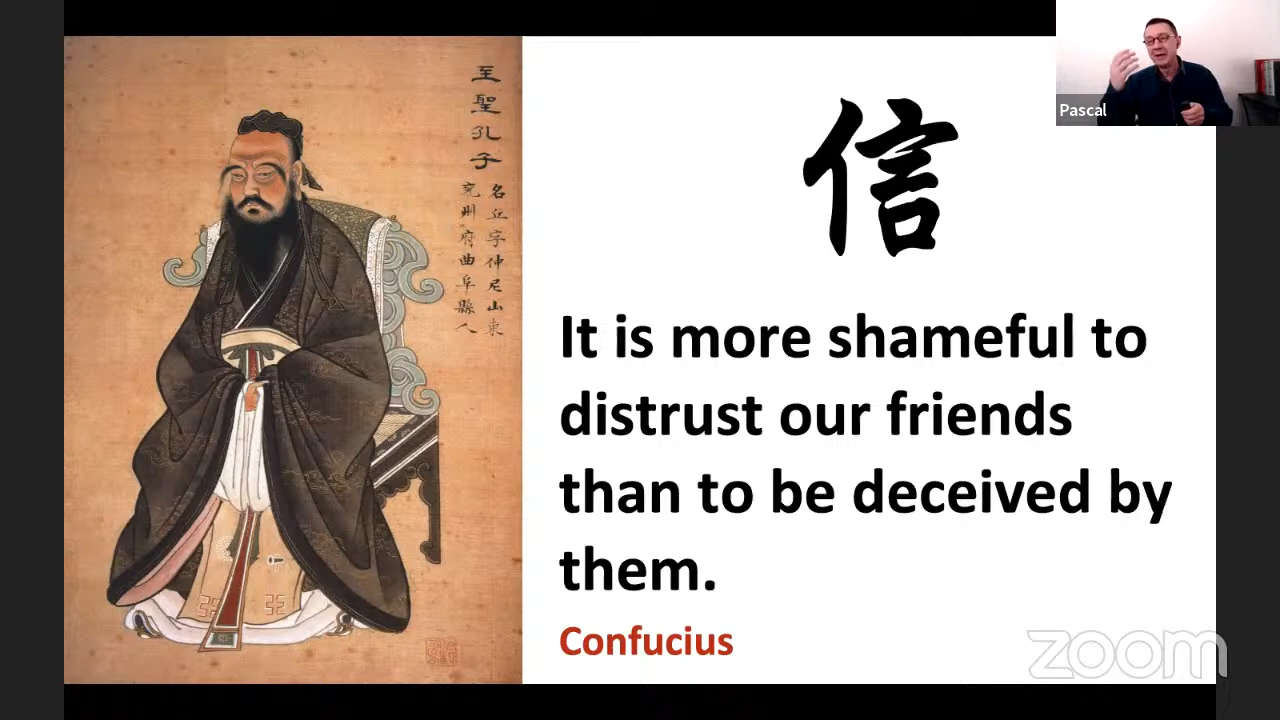 至聖孔子
名丘字仲尼山東
兖州府曲阜縣人
信
It is more shameful to
distrust our friends
than to be deceived by
them.
Confucius
Pascal
zoom